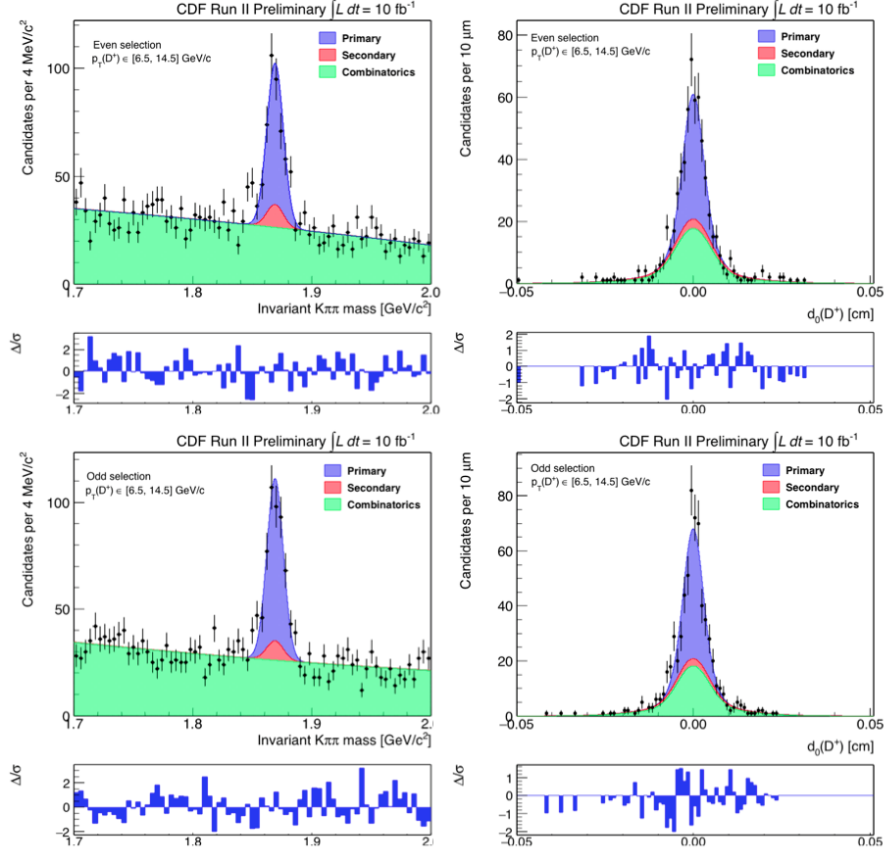 CDF Run II Preliminary ∫L dt = 10 fb⁻¹
Candidates per 4 MeV/c²
Even selection
p_T(D⁺) ∈ [6.5, 14.5] GeV/c
Primary
Secondary
Combinatorics
100
50
0
1.7 1.8 1.9 2.0
Invariant Kππ mass [GeV/c²]
Δ/σ
2
0
−2
1.7 1.8 1.9 2.0
CDF Run II Preliminary ∫L dt = 10 fb⁻¹
Candidates per 10 μm
Even selection
p_T(D⁺) ∈ [6.5, 14.5] GeV/c
Primary
Secondary
Combinatorics
80
60
40
20
0
−0.05 0.00 0.05
d₀(D⁺) [cm]
Δ/σ
2
1
0
−1
−2
−0.05 0.00 0.05
CDF Run II Preliminary ∫L dt = 10 fb⁻¹
Candidates per 4 MeV/c²
Odd selection
p_T(D⁺) ∈ [6.5, 14.5] GeV/c
Primary
Secondary
Combinatorics
100
50
0
1.7 1.8 1.9 2.0
Invariant Kππ mass [GeV/c²]
Δ/σ
2
0
−2
1.7 1.8 1.9 2.0
CDF Run II Preliminary ∫L dt = 10 fb⁻¹
Candidates per 10 μm
Odd selection
p_T(D⁺) ∈ [6.5, 14.5] GeV/c
Primary
Secondary
Combinatorics
80
60
40
20
0
−0.05 0.00 0.05
d₀(D⁺) [cm]
Δ/σ
1
0
−1
−2
−0.05 0.00 0.05